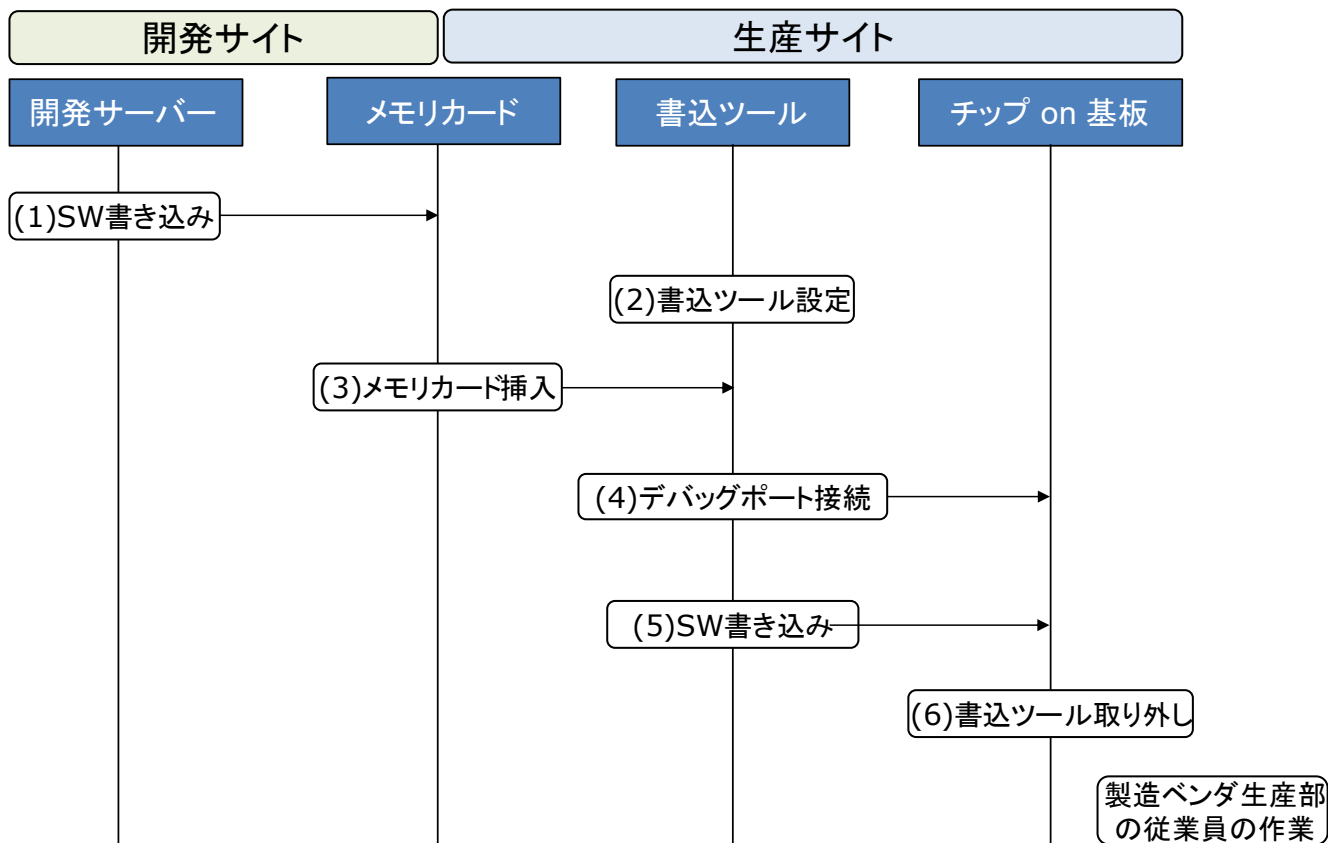 開発サイト
生産サイト
開発サーバー
メモリカード
書込ツール
チップ on 基板
(1)SW書き込み
(2)書込ツール設定
(3)メモリカード挿入
(4)デバッグポート接続
(5)SW書き込み
(6)書込ツール取り外し
製造ベンダ生産部
の従業員の作業